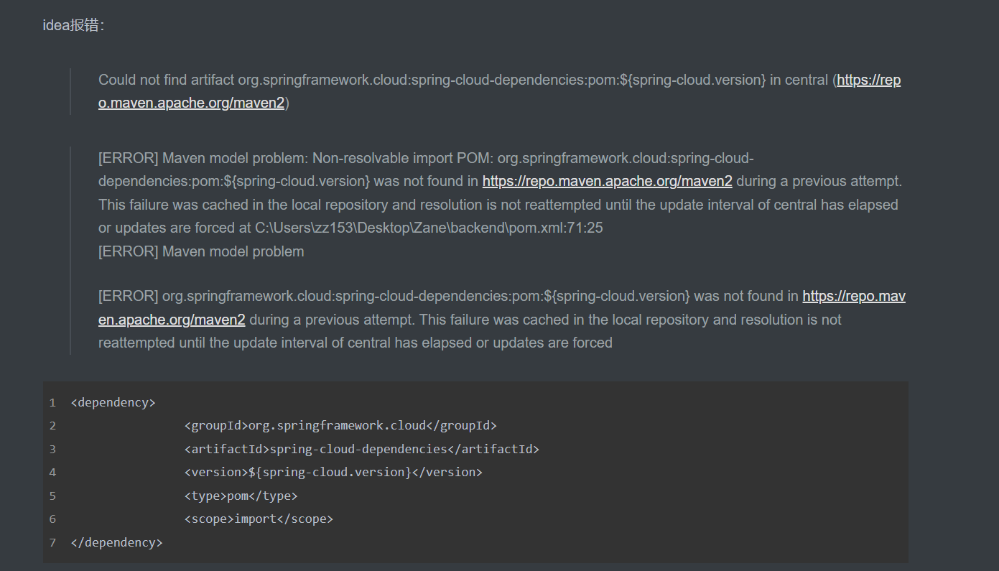 idea报错：
Could not find artifact org.springframework.cloud:spring-cloud-dependencies:pom:${spring-cloud.version} in central (https://rep
o.maven.apache.org/maven2)
[ERROR] Maven model problem: Non-resolvable import POM: org.springframework.cloud:spring-cloud-
dependencies:pom:${spring-cloud.version} was not found in https://repo.maven.apache.org/maven2 during a previous attempt.
This failure was cached in the local repository and resolution is not reattempted until the update interval of central has elapsed
or updates are forced at C:\Users\zz153\Desktop\Zane\backend\pom.xml:71:25
[ERROR] Maven model problem
[ERROR] org.springframework.cloud:spring-cloud-dependencies:pom:${spring-cloud.version} was not found in https://repo.mav
en.apache.org/maven2 during a previous attempt. This failure was cached in the local repository and resolution is not
reattempted until the update interval of central has elapsed or updates are forced
1 <dependency>
2 <groupId>org.springframework.cloud</groupId>
3 <artifactId>spring-cloud-dependencies</artifactId>
4 <version>${spring-cloud.version}</version>
5 <type>pom</type>
6 <scope>import</scope>
7 </dependency>